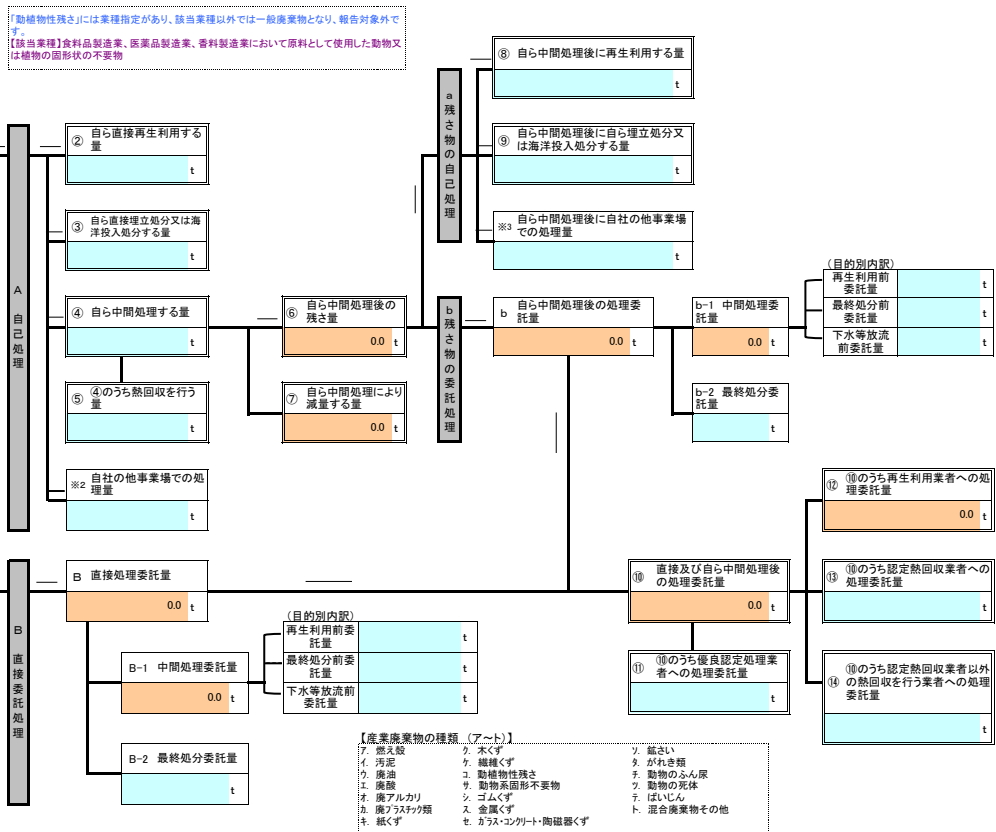 「動植物性残さ」には業種指定があり、該当業種以外では一般廃棄物となり、報告対象外で
す。
【該当業種】食料品製造業、医薬品製造業、香料製造業において原料として使用した動物又
は植物の固形状の不要物
a 残さ物の自己処理
⑧ 自ら中間処理後に再生利用する量
t
⑨ 自ら中間処理後に自ら埋立処分又
は海洋投入処分する量
t
※3 自ら中間処理後に自社の他事業場
での処理量
t
A 自己処理
② 自ら直接再生利用する
量
t
③ 自ら直接埋立処分又は海
洋投入処分する量
t
④ 自ら中間処理する量
t
⑤ ④のうち熱回収を行う
量
t
※2 自社の他事業場での処
理量
t
⑥ 自ら中間処理後の
残さ量
0.0 t
⑦ 自ら中間処理により
減量する量
0.0 t
b 残さ物の委託処理
b 自ら中間処理後の処理委
託量
0.0 t
b-1 中間処理委
託量
0.0 t
(目的別内訳)
再生利用前
委託量
t
最終処分前
委託量
t
下水等放流
前委託量
t
b-2 最終処分委
託量
t
B 直接委託処理
B 直接処理委託量
0.0 t
B-1 中間処理委託量
0.0 t
(目的別内訳)
再生利用前委
託量
t
最終処分前委
託量
t
下水等放流前
委託量
t
B-2 最終処分委託量
t
⑩ 直接及び自ら中間処理後
の処理委託量
0.0 t
⑪ ⑩のうち優良認定処理業
者への処理委託量
t
⑫ ⑩のうち再生利用業者への処
理委託量
0.0 t
⑬ ⑩のうち認定熱回収業者への
処理委託量
t
⑭ ⑩のうち認定熱回収業者以外
の熱回収を行う業者への処理
委託量
t
【産業廃棄物の種類 (ア～ト)】
ア. 燃え殻 ク. 木くず ソ. 鉱さい
イ. 汚泥 ケ. 繊維くず タ. がれき類
ウ. 廃油 コ. 動植物性残さ チ. 動物のふん尿
エ. 廃酸 サ. 動物系固形不要物 ツ. 動物の死体
オ. 廃アルカリ シ. ゴムくず テ. ばいじん
カ. 廃プラスチック類 ス. 金属くず ト. 混合廃棄物その他
キ. 紙くず セ. ガラス・コンクリート・陶磁器くず